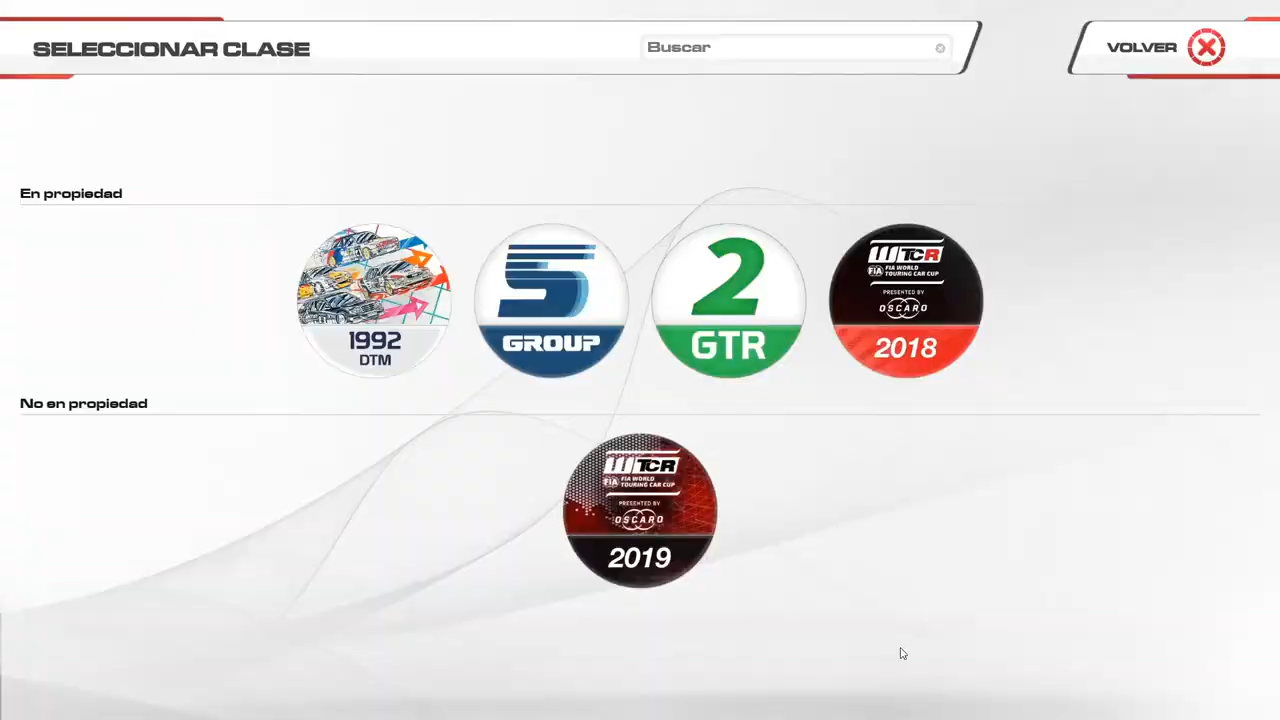 SELECCIONAR CLASE
Buscar
VOLVER
En propiedad
1992
DTM
5
GROUP
2
GTR
WTCR
FIA WORLD
TOURING CAR CUP
PRESENTED BY
OSCARO
2018
No en propiedad
WTCR
FIA WORLD
TOURING CAR CUP
PRESENTED BY
OSCARO
2019